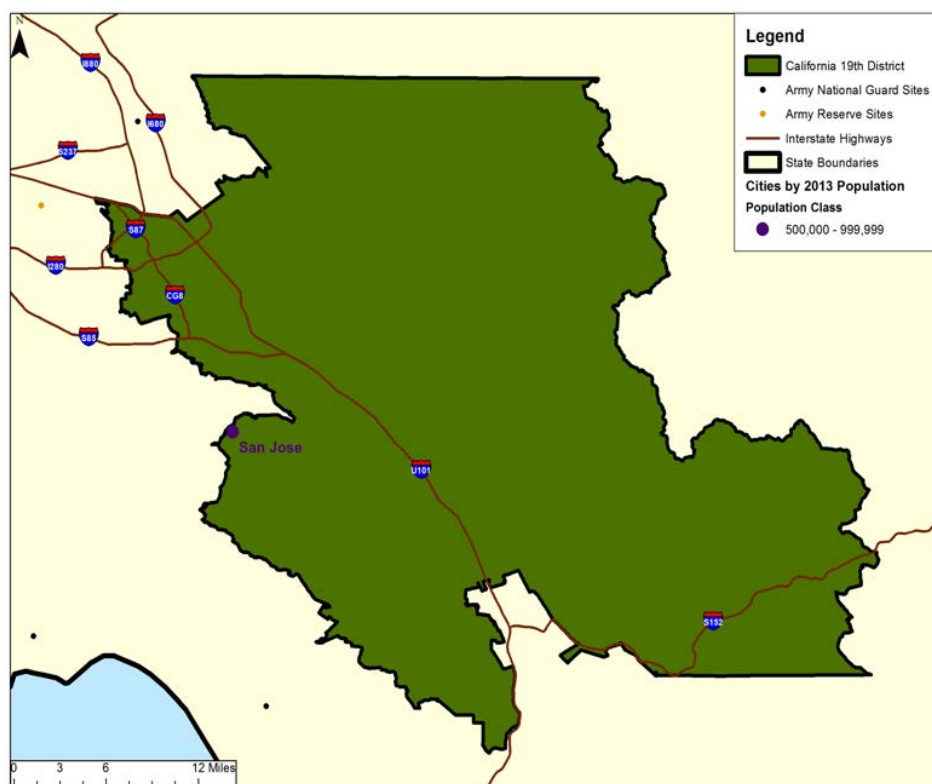 N
Legend
California 19th District
Army National Guard Sites
Army Reserve Sites
Interstate Highways
State Boundaries
Cities by 2013 Population
Population Class
500,000 - 999,999
I880
I680
S237
S87
I280
CG8
S85
San Jose
U101
S152
0 3 6 12 Miles